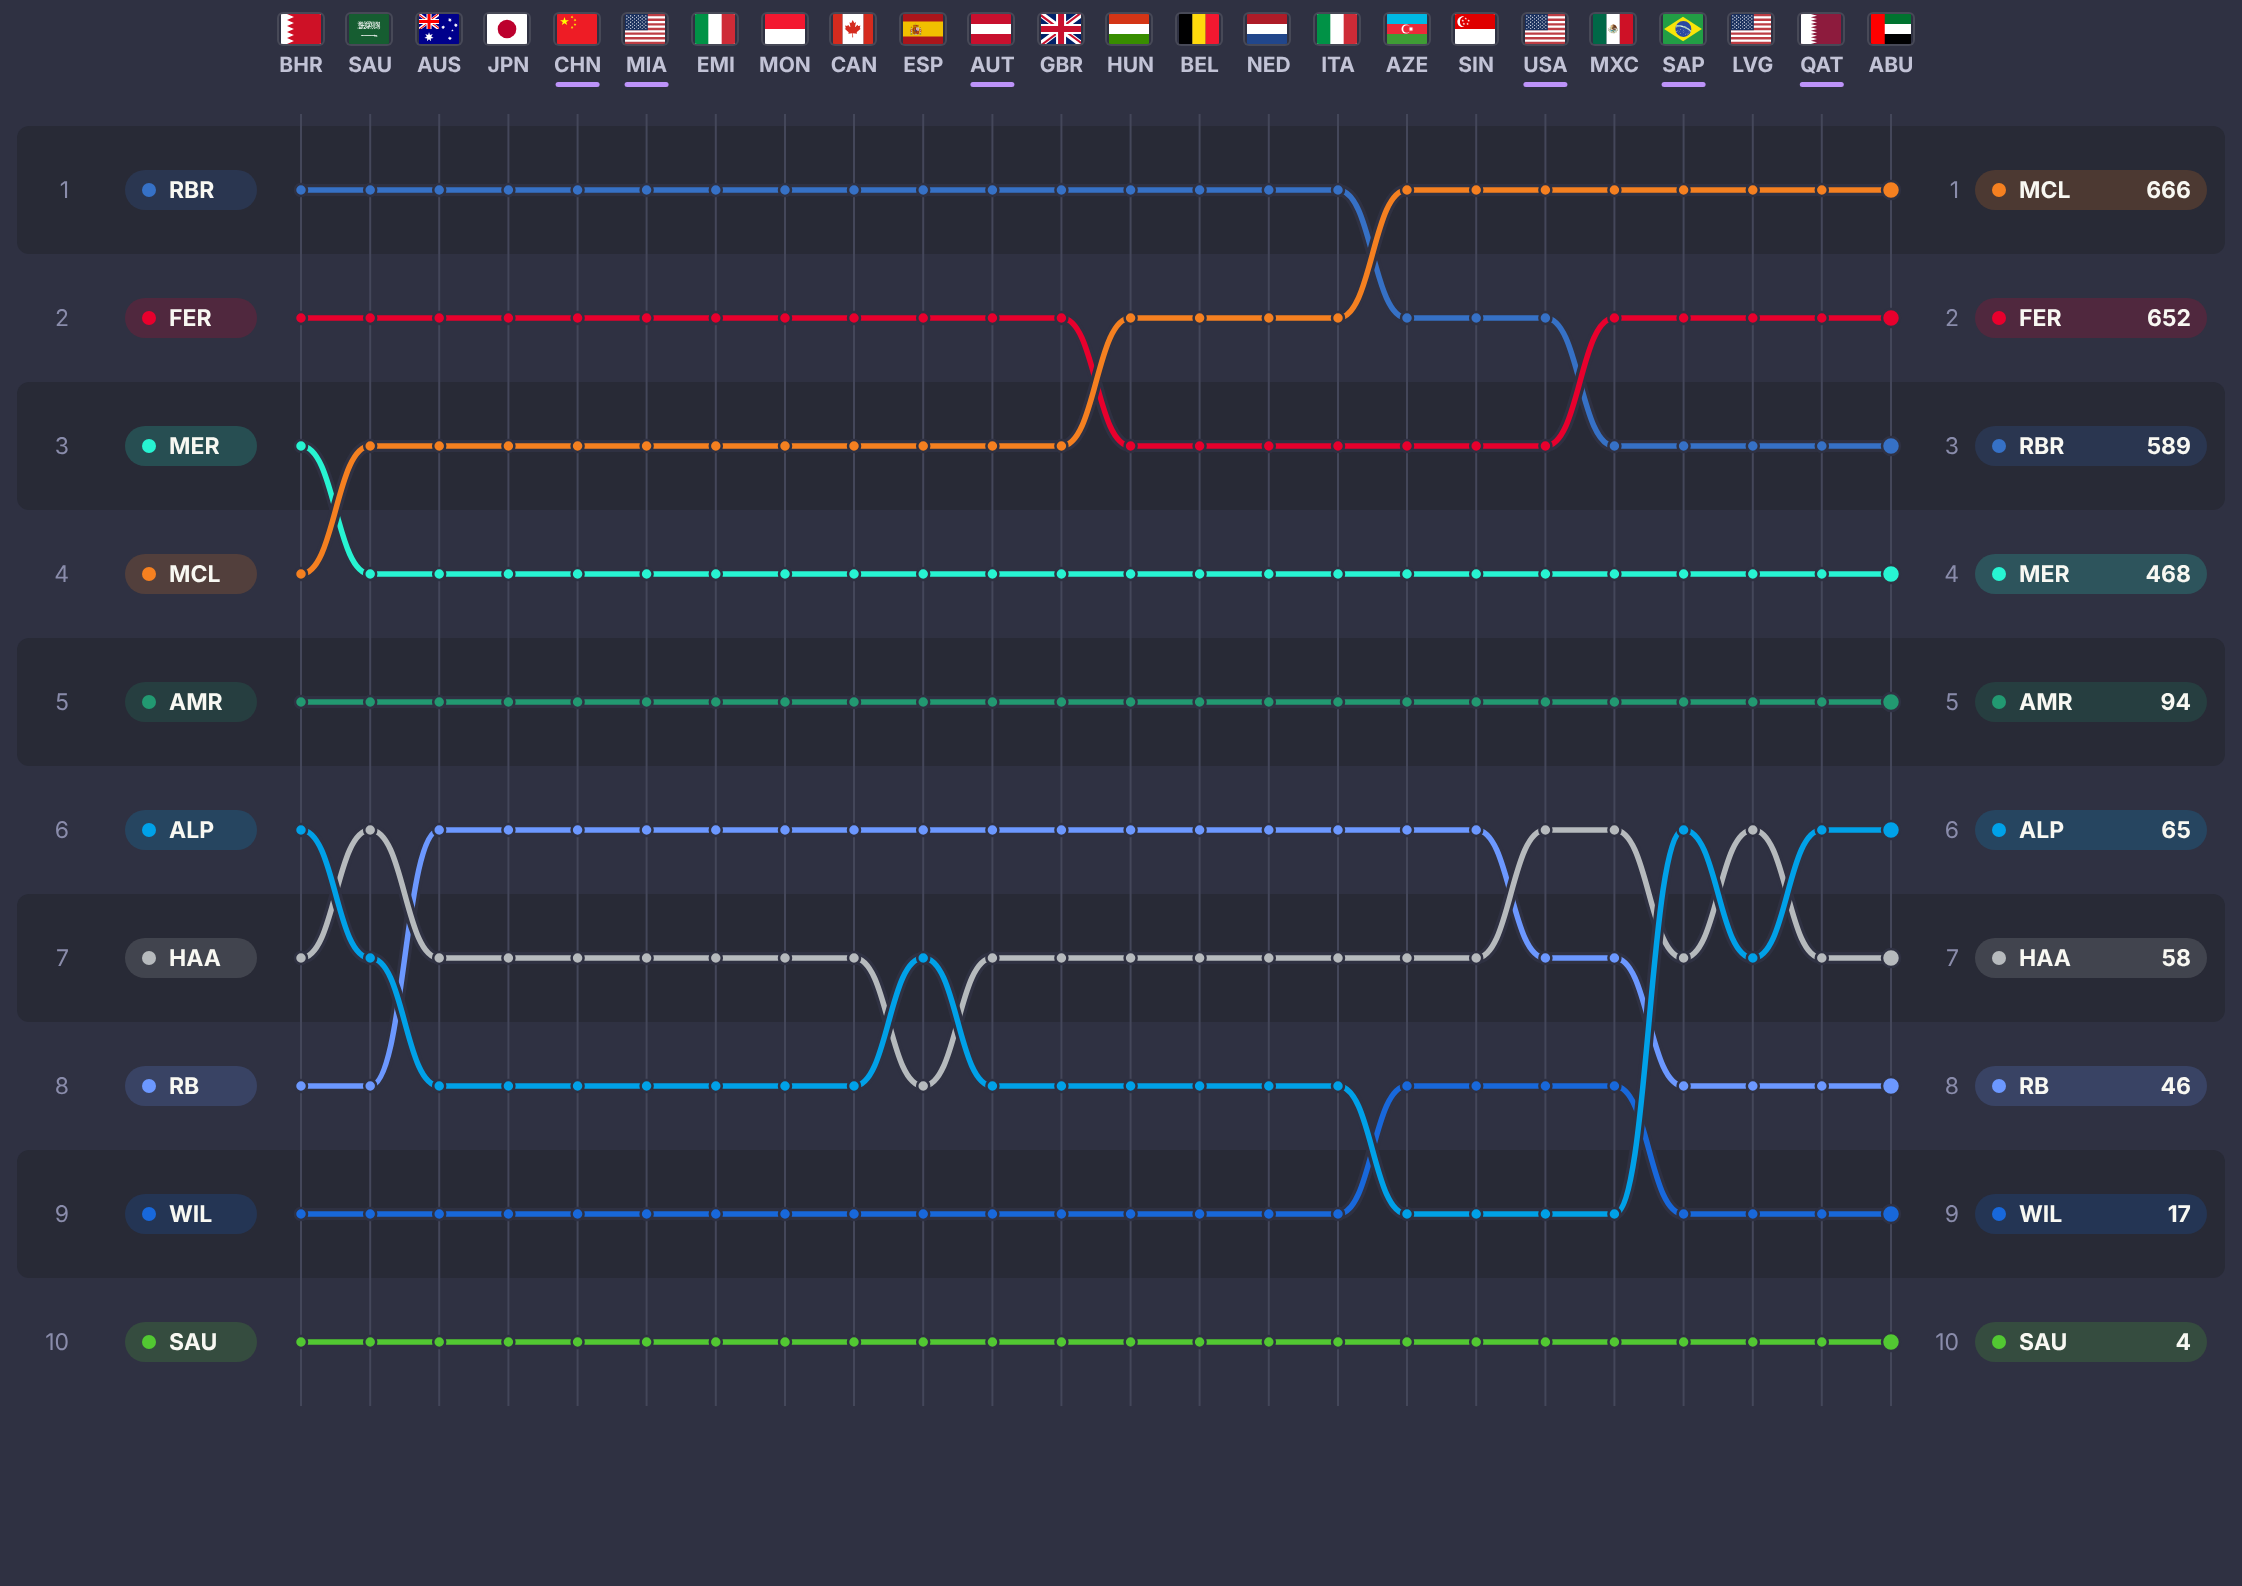 BHR SAU AUS JPN CHN MIA EMI MON CAN ESP AUT GBR HUN BEL NED ITA AZE SIN USA MXC SAP LVG QAT ABU
1 RBR 1 MCL 666
2 FER 2 FER 652
3 MER 3 RBR 589
4 MCL 4 MER 468
5 AMR 5 AMR 94
6 ALP 6 ALP 65
7 HAA 7 HAA 58
8 RB 8 RB 46
9 WIL 9 WIL 17
10 SAU 10 SAU 4